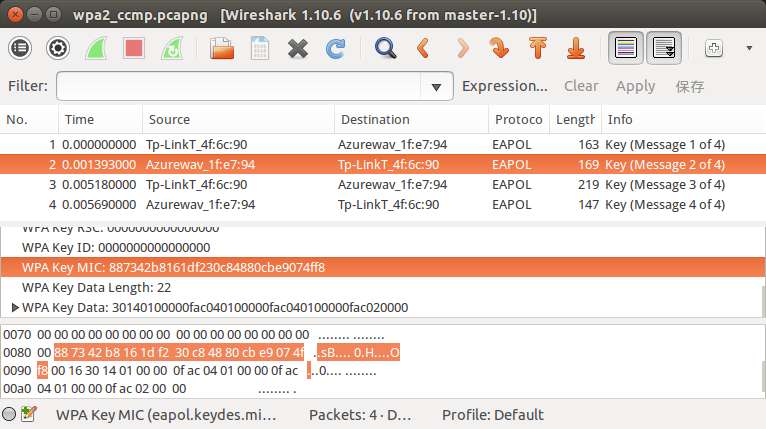 wpa2_ccmp.pcapng   [Wireshark 1.10.6  (v1.10.6 from master-1.10)]
Filter: Expression... Clear Apply 保存
No. Time Source Destination Protoco Length Info
1 0.000000000 Tp-LinkT_4f:6c:90 Azurewav_1f:e7:94 EAPOL 163 Key (Message 1 of 4)
2 0.001393000 Azurewav_1f:e7:94 Tp-LinkT_4f:6c:90 EAPOL 169 Key (Message 2 of 4)
3 0.005180000 Tp-LinkT_4f:6c:90 Azurewav_1f:e7:94 EAPOL 219 Key (Message 3 of 4)
4 0.005690000 Azurewav_1f:e7:94 Tp-LinkT_4f:6c:90 EAPOL 147 Key (Message 4 of 4)
WPA Key RSC: 0000000000000000
WPA Key ID: 0000000000000000
WPA Key MIC: 887342b8161df230c84880cbe9074ff8
WPA Key Data Length: 22
WPA Key Data: 30140100000fac040100000fac040100000fac020000
0070 00 00 00 00 00 00 00 00  00 00 00 00 00 00 00 00 ........ ........
0080 00 88 73 42 b8 16 1d f2  30 c8 48 80 cb e9 07 4f ..sB.... 0.H....O
0090 f8 00 16 30 14 01 00 00  0f ac 04 01 00 00 0f ac ...0.... ........
00a0 04 01 00 00 0f ac 02 00  00 ........ .
WPA Key MIC (eapol.keydes.mi… Packets: 4 · D… Profile: Default